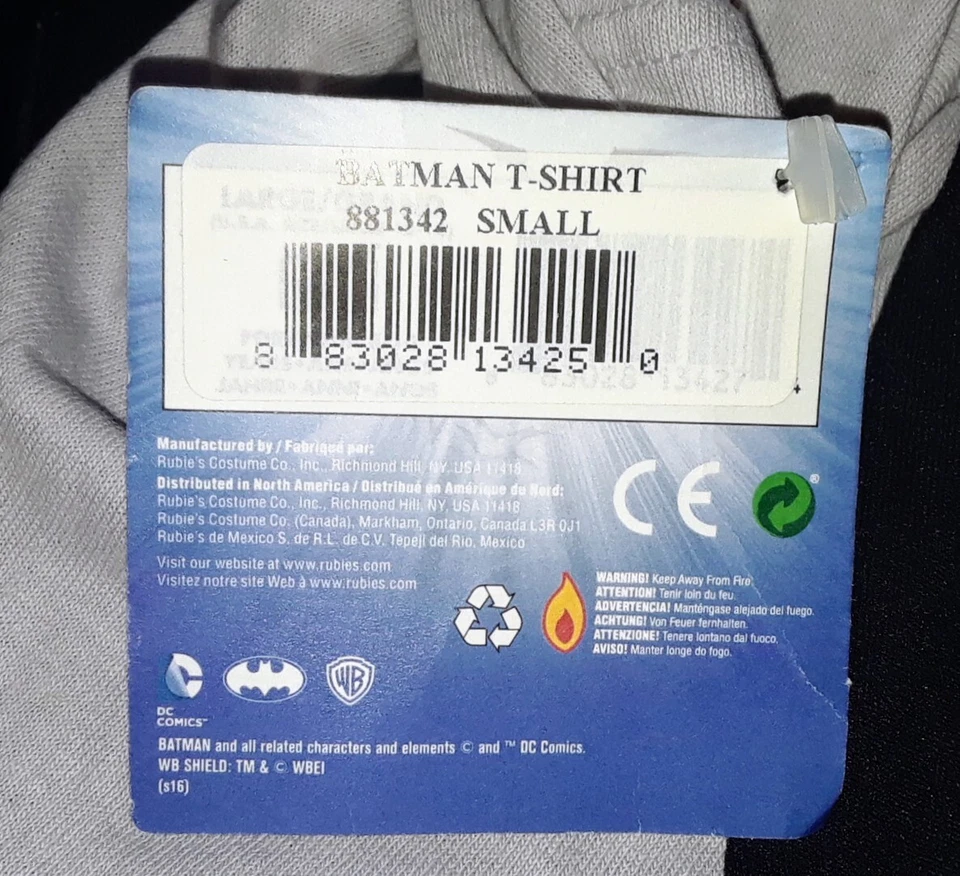 BATMAN T-SHIRT
881342 SMALL
8 83028 13425 0
Manufactured by / Fabriqué par:
Rubie's Costume Co., Inc., Richmond Hill, NY, USA 11418
Distributed in North America / Distribué en Amérique du Nord:
Rubie's Costume Co., Inc., Richmond Hill, NY, USA 11418
Rubie's Costume Co. (Canada), Markham, Ontario, Canada L3R 0J1
Rubie's de Mexico S. de R.L. de C.V. Tepeji del Rio, Mexico
Visit our website at www.rubies.com
Visitez notre site Web à www.rubies.com
CE
®
WARNING! Keep Away From Fire.
ATTENTION! Tenir loin du feu.
ADVERTENCIA! Manténgase alejado del fuego.
ACHTUNG! Von Feuer fernhalten.
ATTENZIONE! Tenere lontano dal fuoco.
AVISO! Manter longe do fogo.
DC
COMICS™
WB
BATMAN and all related characters and elements © and ™ DC Comics.
WB SHIELD: TM & © WBEI
(s16)